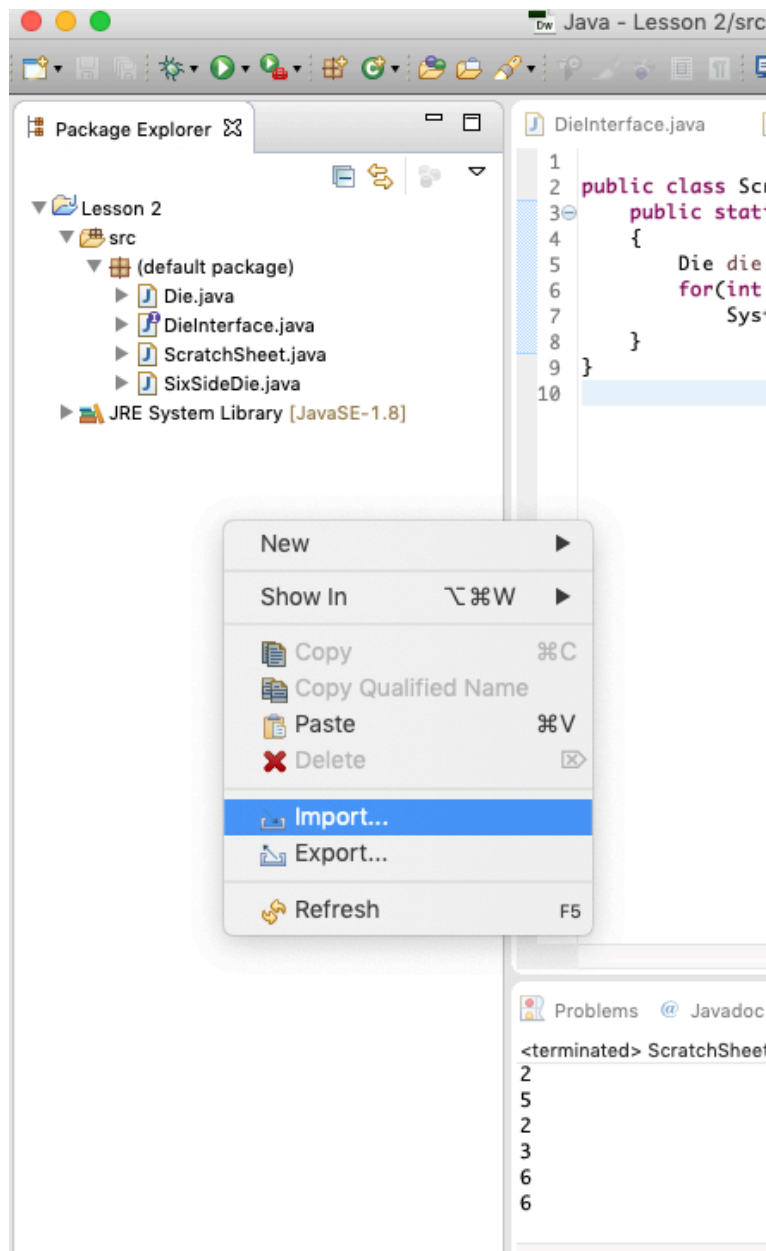 Dw Java - Lesson 2/src
Package Explorer
Lesson 2
src
(default package)
Die.java
DieInterface.java
ScratchSheet.java
SixSideDie.java
JRE System Library [JavaSE-1.8]
New
Show In ⌥⌘W
Copy ⌘C
Copy Qualified Name
Paste ⌘V
Delete
Import...
Export...
Refresh F5
DieInterface.java
1
2 public class Scr
3 public stat
4 {
5 Die die
6 for(int
7 Sys
8 }
9 }
10
Problems @ Javadoc
<terminated> ScratchSheet
2
5
2
3
6
6